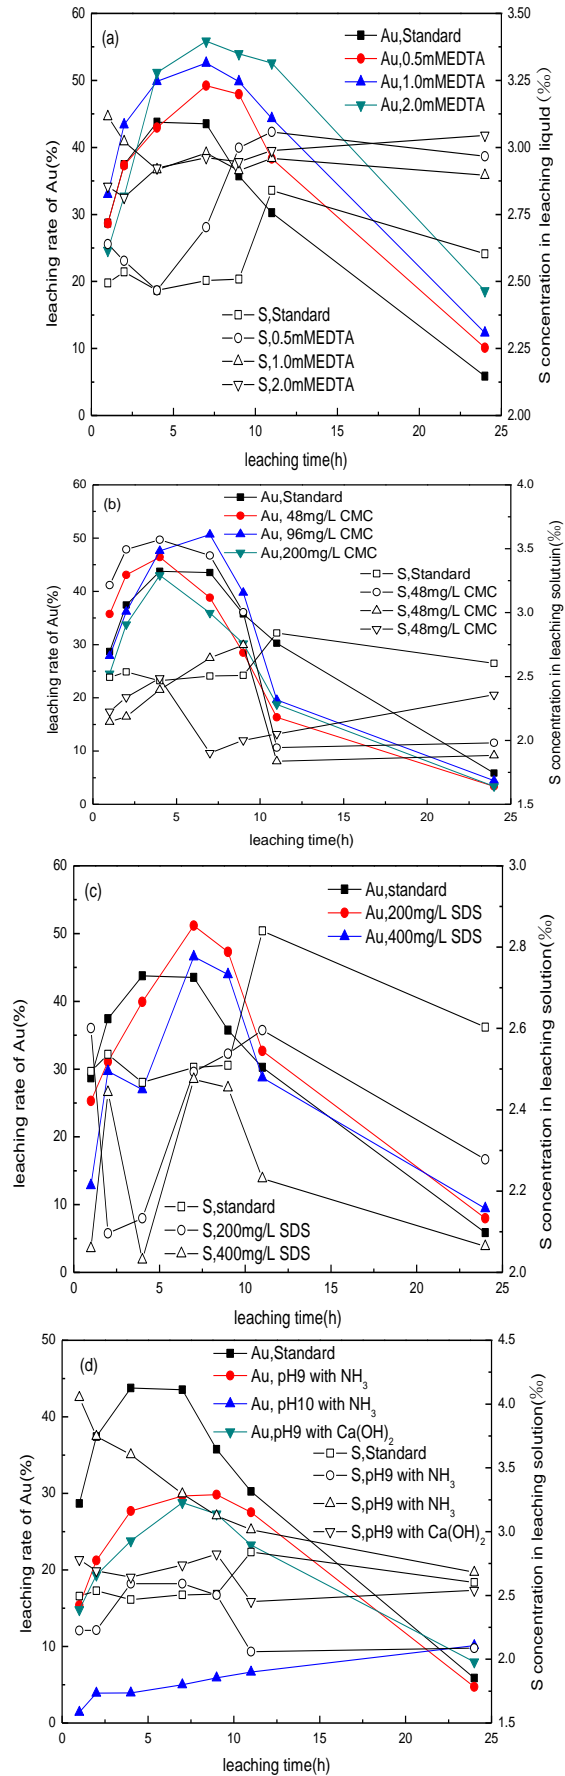 (a)
Au,Standard
Au,0.5mMEDTA
Au,1.0mMEDTA
Au,2.0mMEDTA
S,Standard
S,0.5mMEDTA
S,1.0mMEDTA
S,2.0mMEDTA
leaching rate of Au(%)
60
50
40
30
20
10
0
S concentration in leaching liquid（‰）
3.50
3.25
3.00
2.75
2.50
2.25
2.00
0 5 10 15 20 25
leaching time(h)
(b)
Au,Standard
Au, 48mg/L CMC
Au, 96mg/L CMC
Au,200mg/L CMC
S,Standard
S,48mg/L CMC
S,48mg/L CMC
S,48mg/L CMC
leaching rate of Au(%)
60
50
40
30
20
10
0
S concentration in leaching solutuin(‰)
4.0
3.5
3.0
2.5
2.0
1.5
0 5 10 15 20 25
leaching time(h)
(c)
Au,standard
Au,200mg/L SDS
Au,400mg/L SDS
S,standard
S,200mg/L SDS
S,400mg/L SDS
leaching rate of Au(%)
60
50
40
30
20
10
0
S concentration in leaching solution(‰)
3.0
2.8
2.6
2.4
2.2
2.0
0 5 10 15 20 25
leaching time(h)
(d)
Au,Standard
Au, pH9 with NH3
Au, pH10 with NH3
Au,pH9 with Ca(OH)2
S,Standard
S,pH9 with NH3
S,pH9 with NH3
S,pH9 with Ca(OH)2
leaching rate of Au(%)
50
40
30
20
10
0
S concentration in leaching solution(‰)
4.5
4.0
3.5
3.0
2.5
2.0
1.5
0 5 10 15 20 25
leaching time(h)